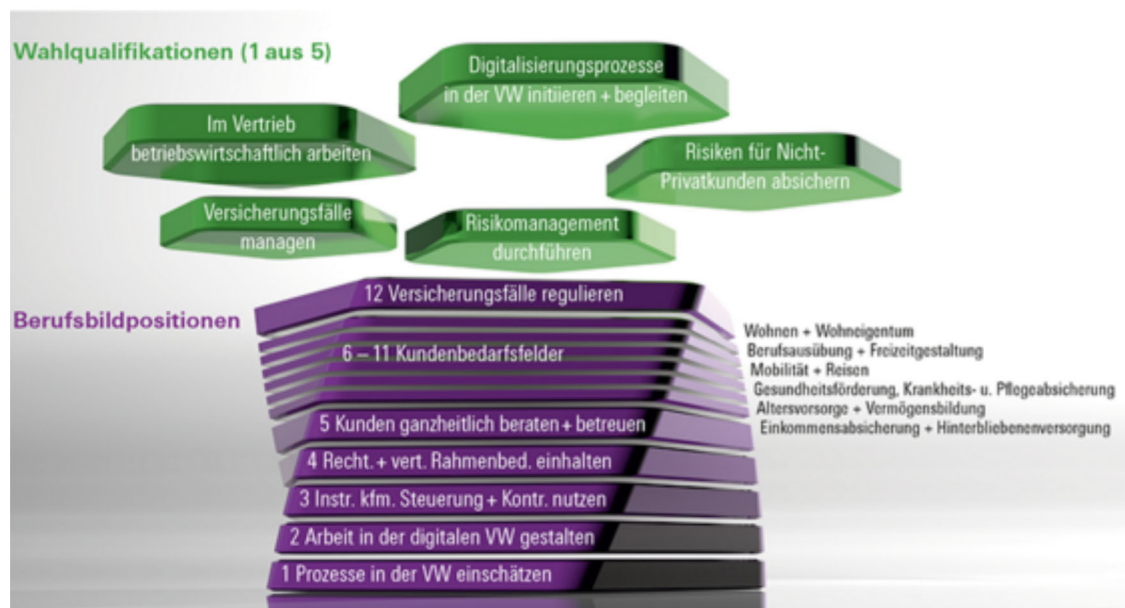 Wahlqualifikationen (1 aus 5)
Digitalisierungsprozesse
in der VW initiieren + begleiten
Im Vertrieb
betriebswirtschaftlich arbeiten
Risiken für Nicht-
Privatkunden absichern
Versicherungsfälle
managen
Risikomanagement
durchführen
Berufsbildpositionen
12 Versicherungsfälle regulieren
6 – 11 Kundenbedarfsfelder
Wohnen + Wohneigentum
Berufsausübung + Freizeitgestaltung
Mobilität + Reisen
Gesundheitsförderung, Krankheits- u. Pflegeabsicherung
Altersvorsorge + Vermögensbildung
Einkommensabsicherung + Hinterbliebenenversorgung
5 Kunden ganzheitlich beraten + betreuen
4 Recht. + vert. Rahmenbed. einhalten
3 Instr. kfm. Steuerung + Kontr. nutzen
2 Arbeit in der digitalen VW gestalten
1 Prozesse in der VW einschätzen